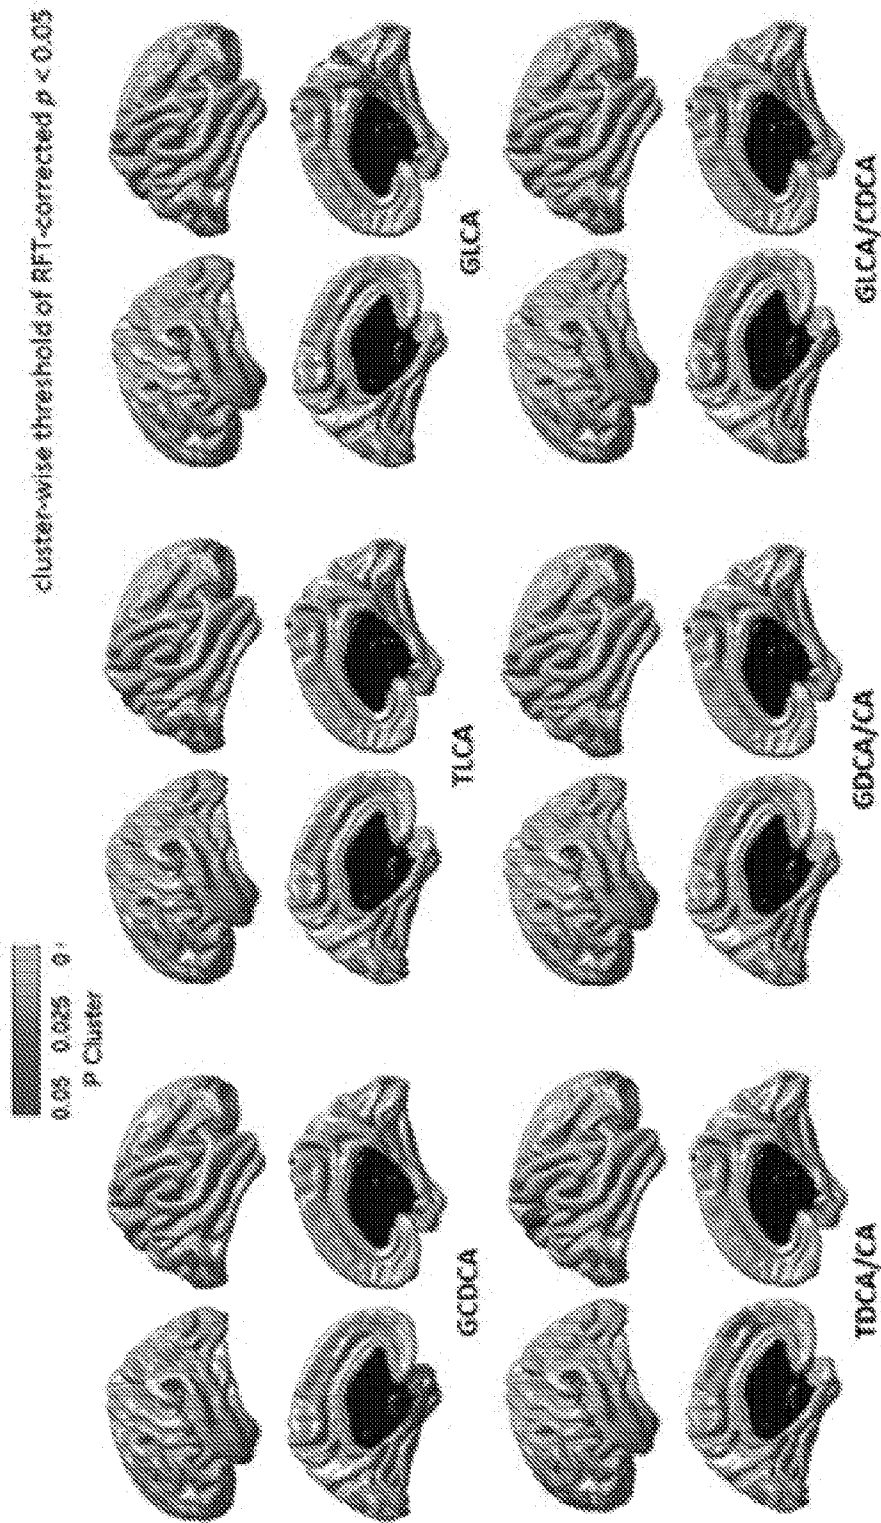 cluster-wise threshold of RFT-corrected p < 0.05
0.05 0.025 0
P Cluster
GCDCA
TLCA
GLCA
TDCA/CA
GDCA/CA
GLCA/CDCA